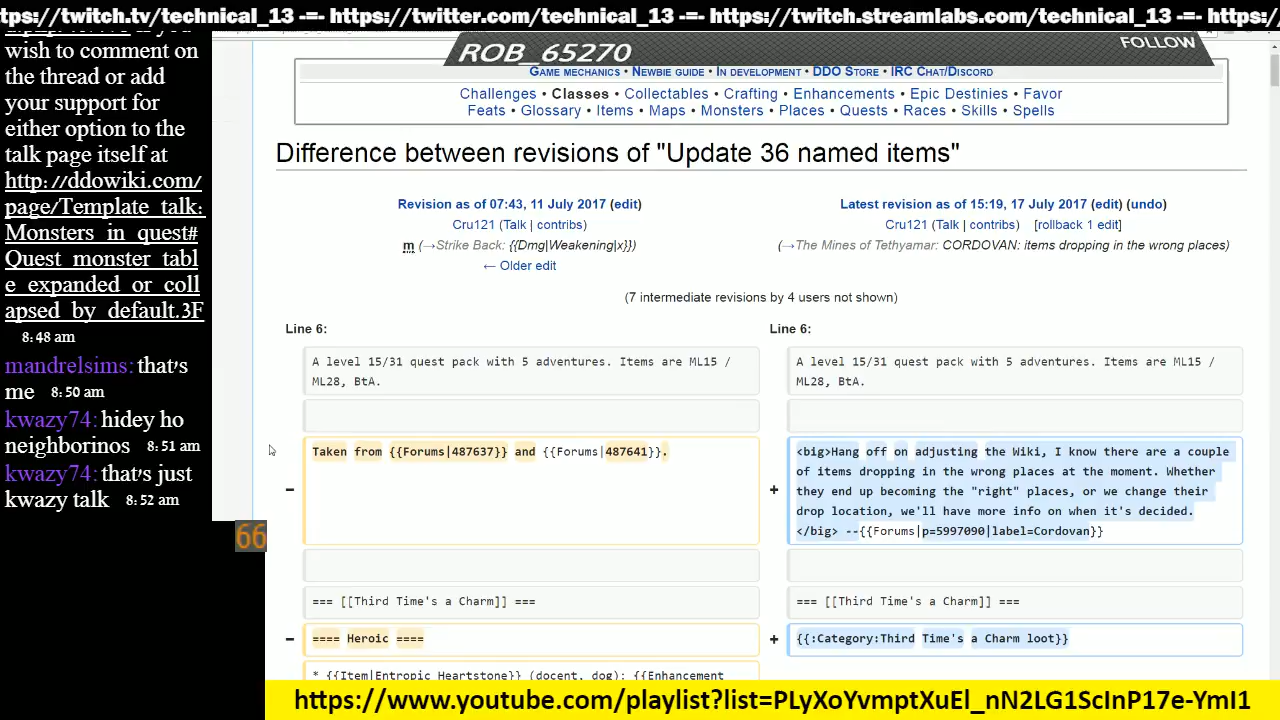 ttps://twitch.tv/technical_13 -=- https://twitter.com/technical_13 -=- https://twitch.streamlabs.com/technical_13 -=- https:/
wish to comment on
the thread or add
your support for
either option to the
talk page itself at
http://ddowiki.com/
page/Template_talk:
Monsters_in_quest#
Quest_monster_tabl
e_expanded_or_coll
apsed_by_default.3F
8:48 am
mandrelsims: that's
me 8:50 am
kwazy74: hidey ho
neighborinos 8:51 am
kwazy74: that's just
kwazy talk 8:52 am
66
ROB_65270
FOLLOW
Game mechanics • Newbie guide • In development • DDO Store • IRC Chat/Discord
Challenges • Classes • Collectables • Crafting • Enhancements • Epic Destinies • Favor
Feats • Glossary • Items • Maps • Monsters • Places • Quests • Races • Skills • Spells
Difference between revisions of "Update 36 named items"
Revision as of 07:43, 11 July 2017 (edit)
Cru121 (Talk | contribs)
m (→Strike Back: {{Dmg|Weakening|x}})
← Older edit
Latest revision as of 15:19, 17 July 2017 (edit) (undo)
Cru121 (Talk | contribs) [rollback 1 edit]
(→The Mines of Tethyamar: CORDOVAN: items dropping in the wrong places)
(7 intermediate revisions by 4 users not shown)
Line 6:
A level 15/31 quest pack with 5 adventures. Items are ML15 /
ML28, BtA.
− Taken from {{Forums|487637}} and {{Forums|487641}}.
=== [[Third Time's a Charm]] ===
− ==== Heroic ====
* {{Item|Entropic Heartstone}} (docent, dog): {{Enhancement
Line 6:
A level 15/31 quest pack with 5 adventures. Items are ML15 /
ML28, BtA.
<big>Hang off on adjusting the Wiki, I know there are a couple
of items dropping in the wrong places at the moment. Whether
+ they end up becoming the "right" places, or we change their
drop location, we'll have more info on when it's decided.
</big> --{{Forums|p=5997090|label=Cordovan}}
=== [[Third Time's a Charm]] ===
+ {{:Category:Third Time's a Charm loot}}
https://www.youtube.com/playlist?list=PLyXoYvmptXuEl_nN2LG1ScInP17e-YmI1